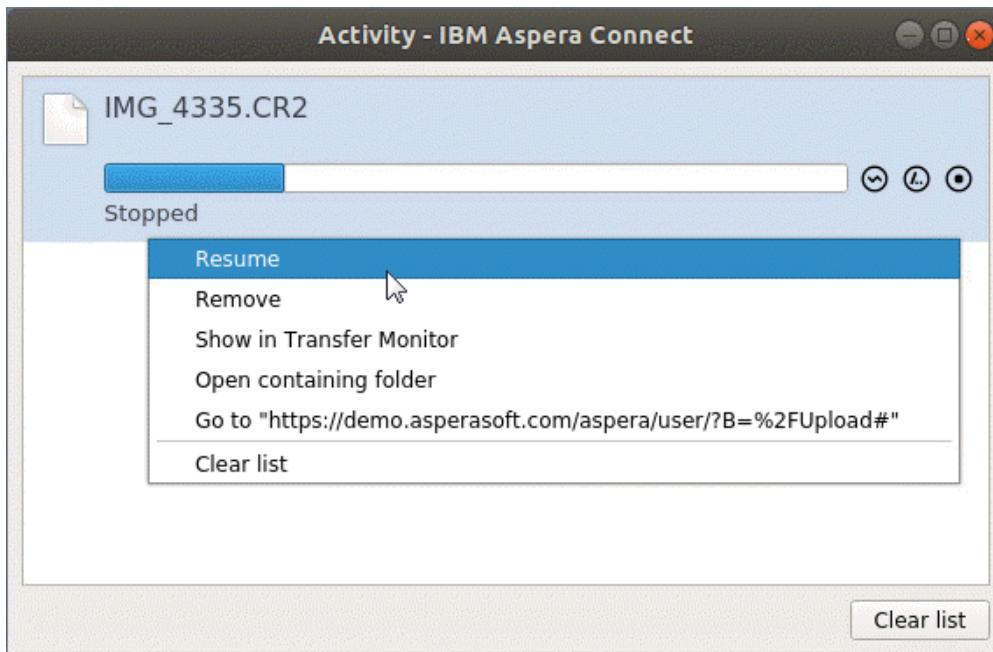 Activity - IBM Aspera Connect
IMG_4335.CR2
Stopped
Resume
Remove
Show in Transfer Monitor
Open containing folder
Go to "https://demo.asperasoft.com/aspera/user/?B=%2FUpload#"
Clear list
Clear list